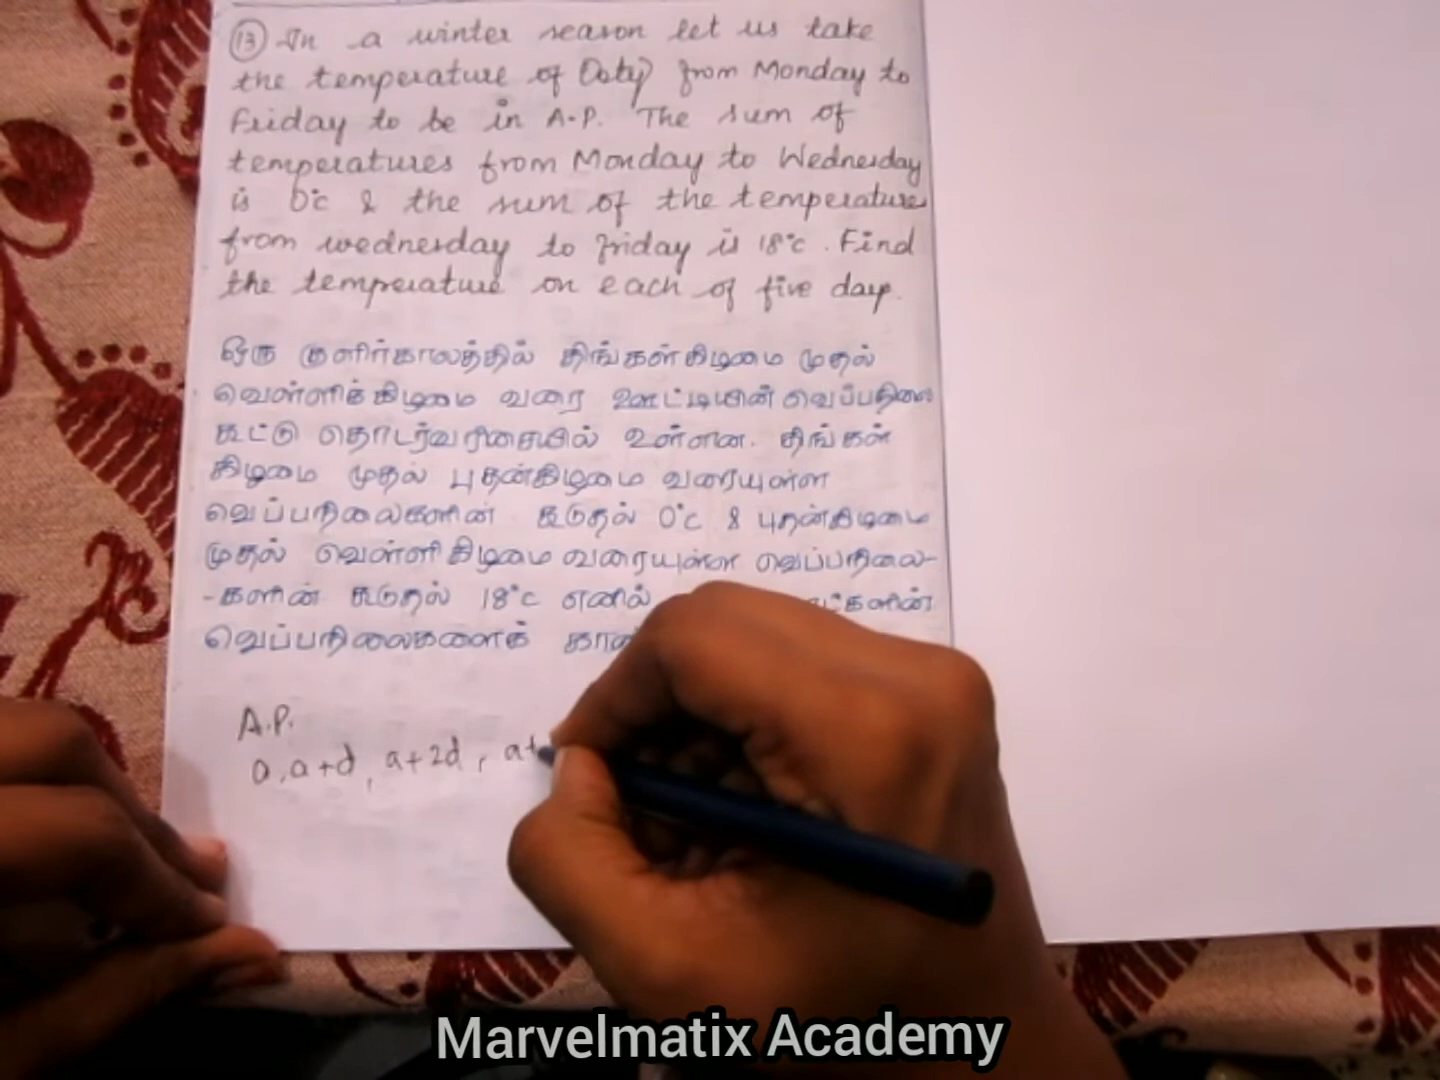 13 In a winter season let us take
the temperature of Ooty from Monday to
Friday to be in A.P. The sum of
temperatures from Monday to Wednesday
is 0°c & the sum of the temperatures
from wednesday to friday is 18°c. Find
the temperature on each of five days.
ஒரு குளிர்காலத்தில் திங்கள்கிழமை முதல்
வெள்ளிக்கிழமை வரை ஊட்டியின் வெப்பநிலை
கூட்டு தொடர்வரிசையில் உள்ளன. திங்கள்
கிழமை முதல் புதன்கிழமை வரையுள்ள
வெப்பநிலைகளின் கூடுதல் 0°c & புதன்கிழமை
முதல் வெள்ளிகிழமை வரையுள்ள வெப்பநிலை-
-களின் கூடுதல் 18°c எனில்
வெப்பநிலைகளைக்
A.P.
a, a+d, a+2d, a+
Marvelmatix Academy